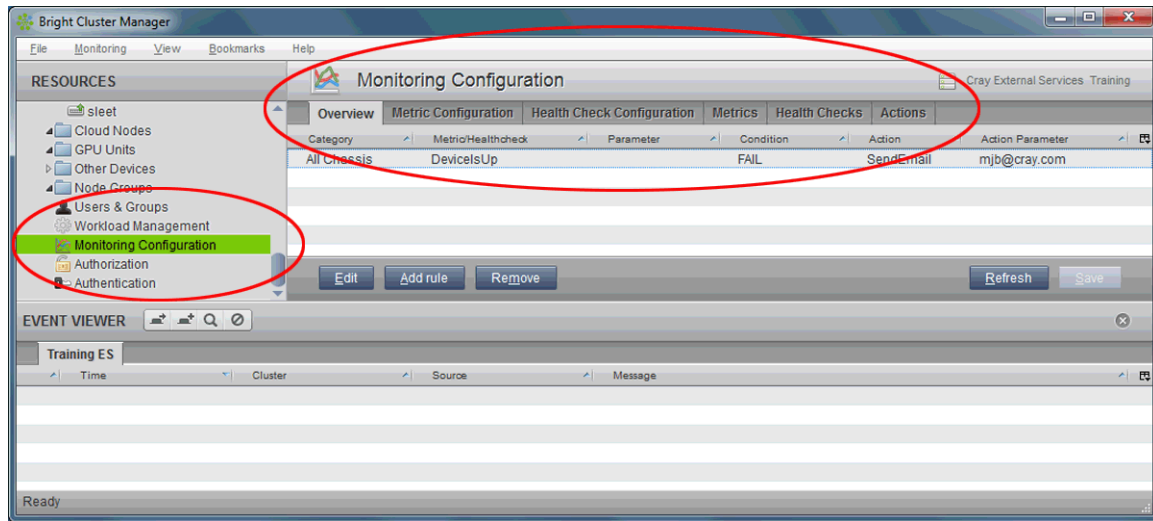 Bright Cluster Manager
File Monitoring View Bookmarks Help
RESOURCES
Monitoring Configuration
Cray External Services Training
sleet
Cloud Nodes
GPU Units
Other Devices
Node Groups
Users & Groups
Workload Management
Monitoring Configuration
Authorization
Authentication
Overview Metric Configuration Health Check Configuration Metrics Health Checks Actions
Category Metric/Healthcheck Parameter Condition Action Action Parameter
All Chassis DeviceIsUp FAIL SendEmail mjb@cray.com
Edit Add rule Remove Refresh Save
EVENT VIEWER
Training ES
Time Cluster Source Message
Ready